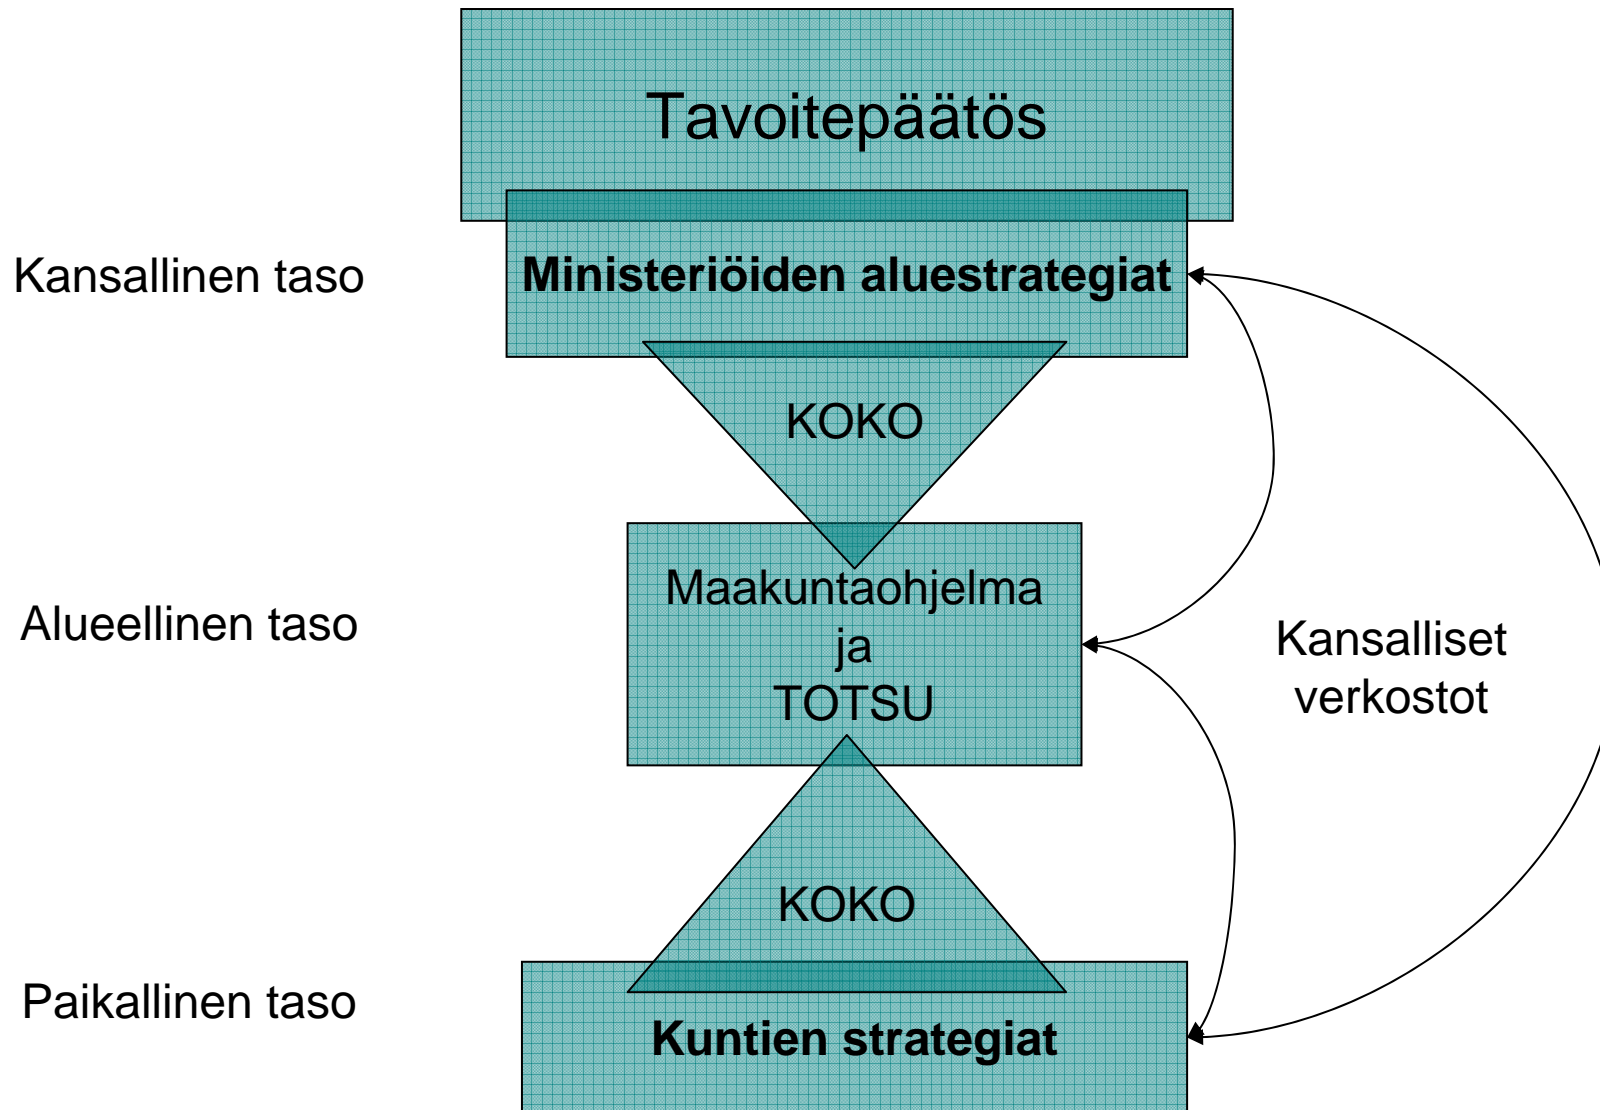 Tavoitepäätös
Kansallinen taso
Ministeriöiden aluestrategiat
KOKO
Maakuntaohjelma
ja
TOTSU
Alueellinen taso
Kansalliset
verkostot
KOKO
Paikallinen taso
Kuntien strategiat